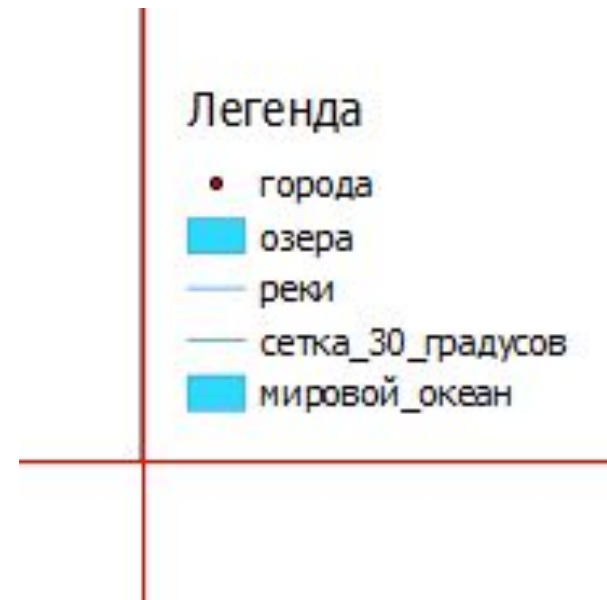 Легенда
города
озера
реки
сетка_30_градусов
мировой_океан